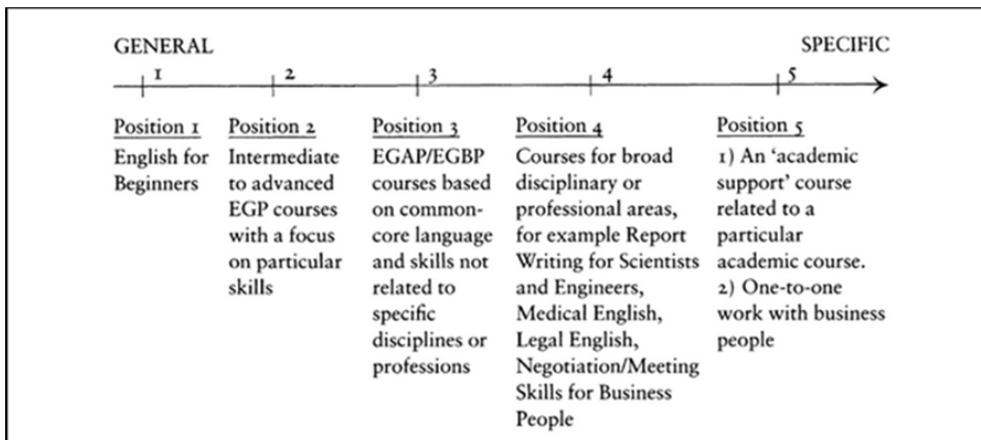 GENERAL SPECIFIC
1 2 3 4 5
Position 1
English for
Beginners
Position 2
Intermediate
to advanced
EGP courses
with a focus
on particular
skills
Position 3
EGAP/EGBP
courses based
on common-
core language
and skills not
related to
specific
disciplines or
professions
Position 4
Courses for broad
disciplinary or
professional areas,
for example Report
Writing for Scientists
and Engineers,
Medical English,
Legal English,
Negotiation/Meeting
Skills for Business
People
Position 5
1) An ‘academic
support’ course
related to a
particular
academic course.
2) One-to-one
work with business
people